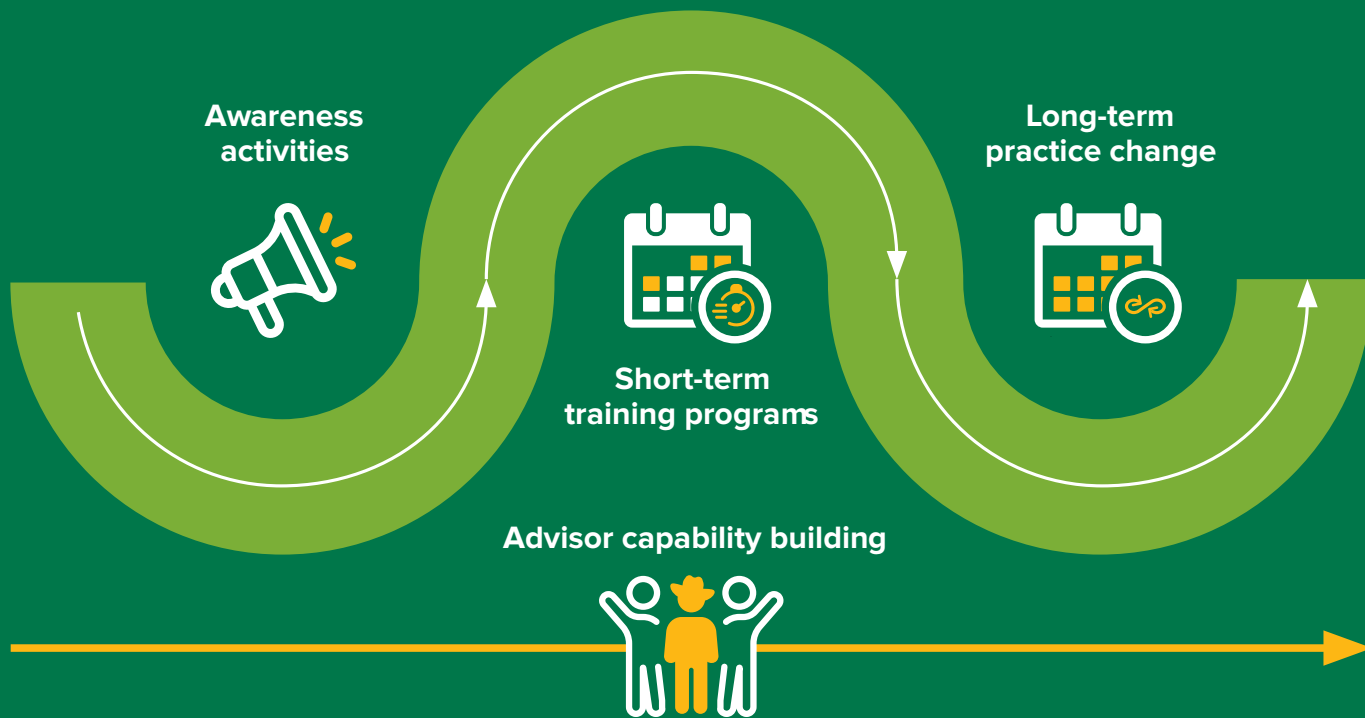 Awareness
activities
Short-term
training programs
Long-term
practice change
Advisor capability building